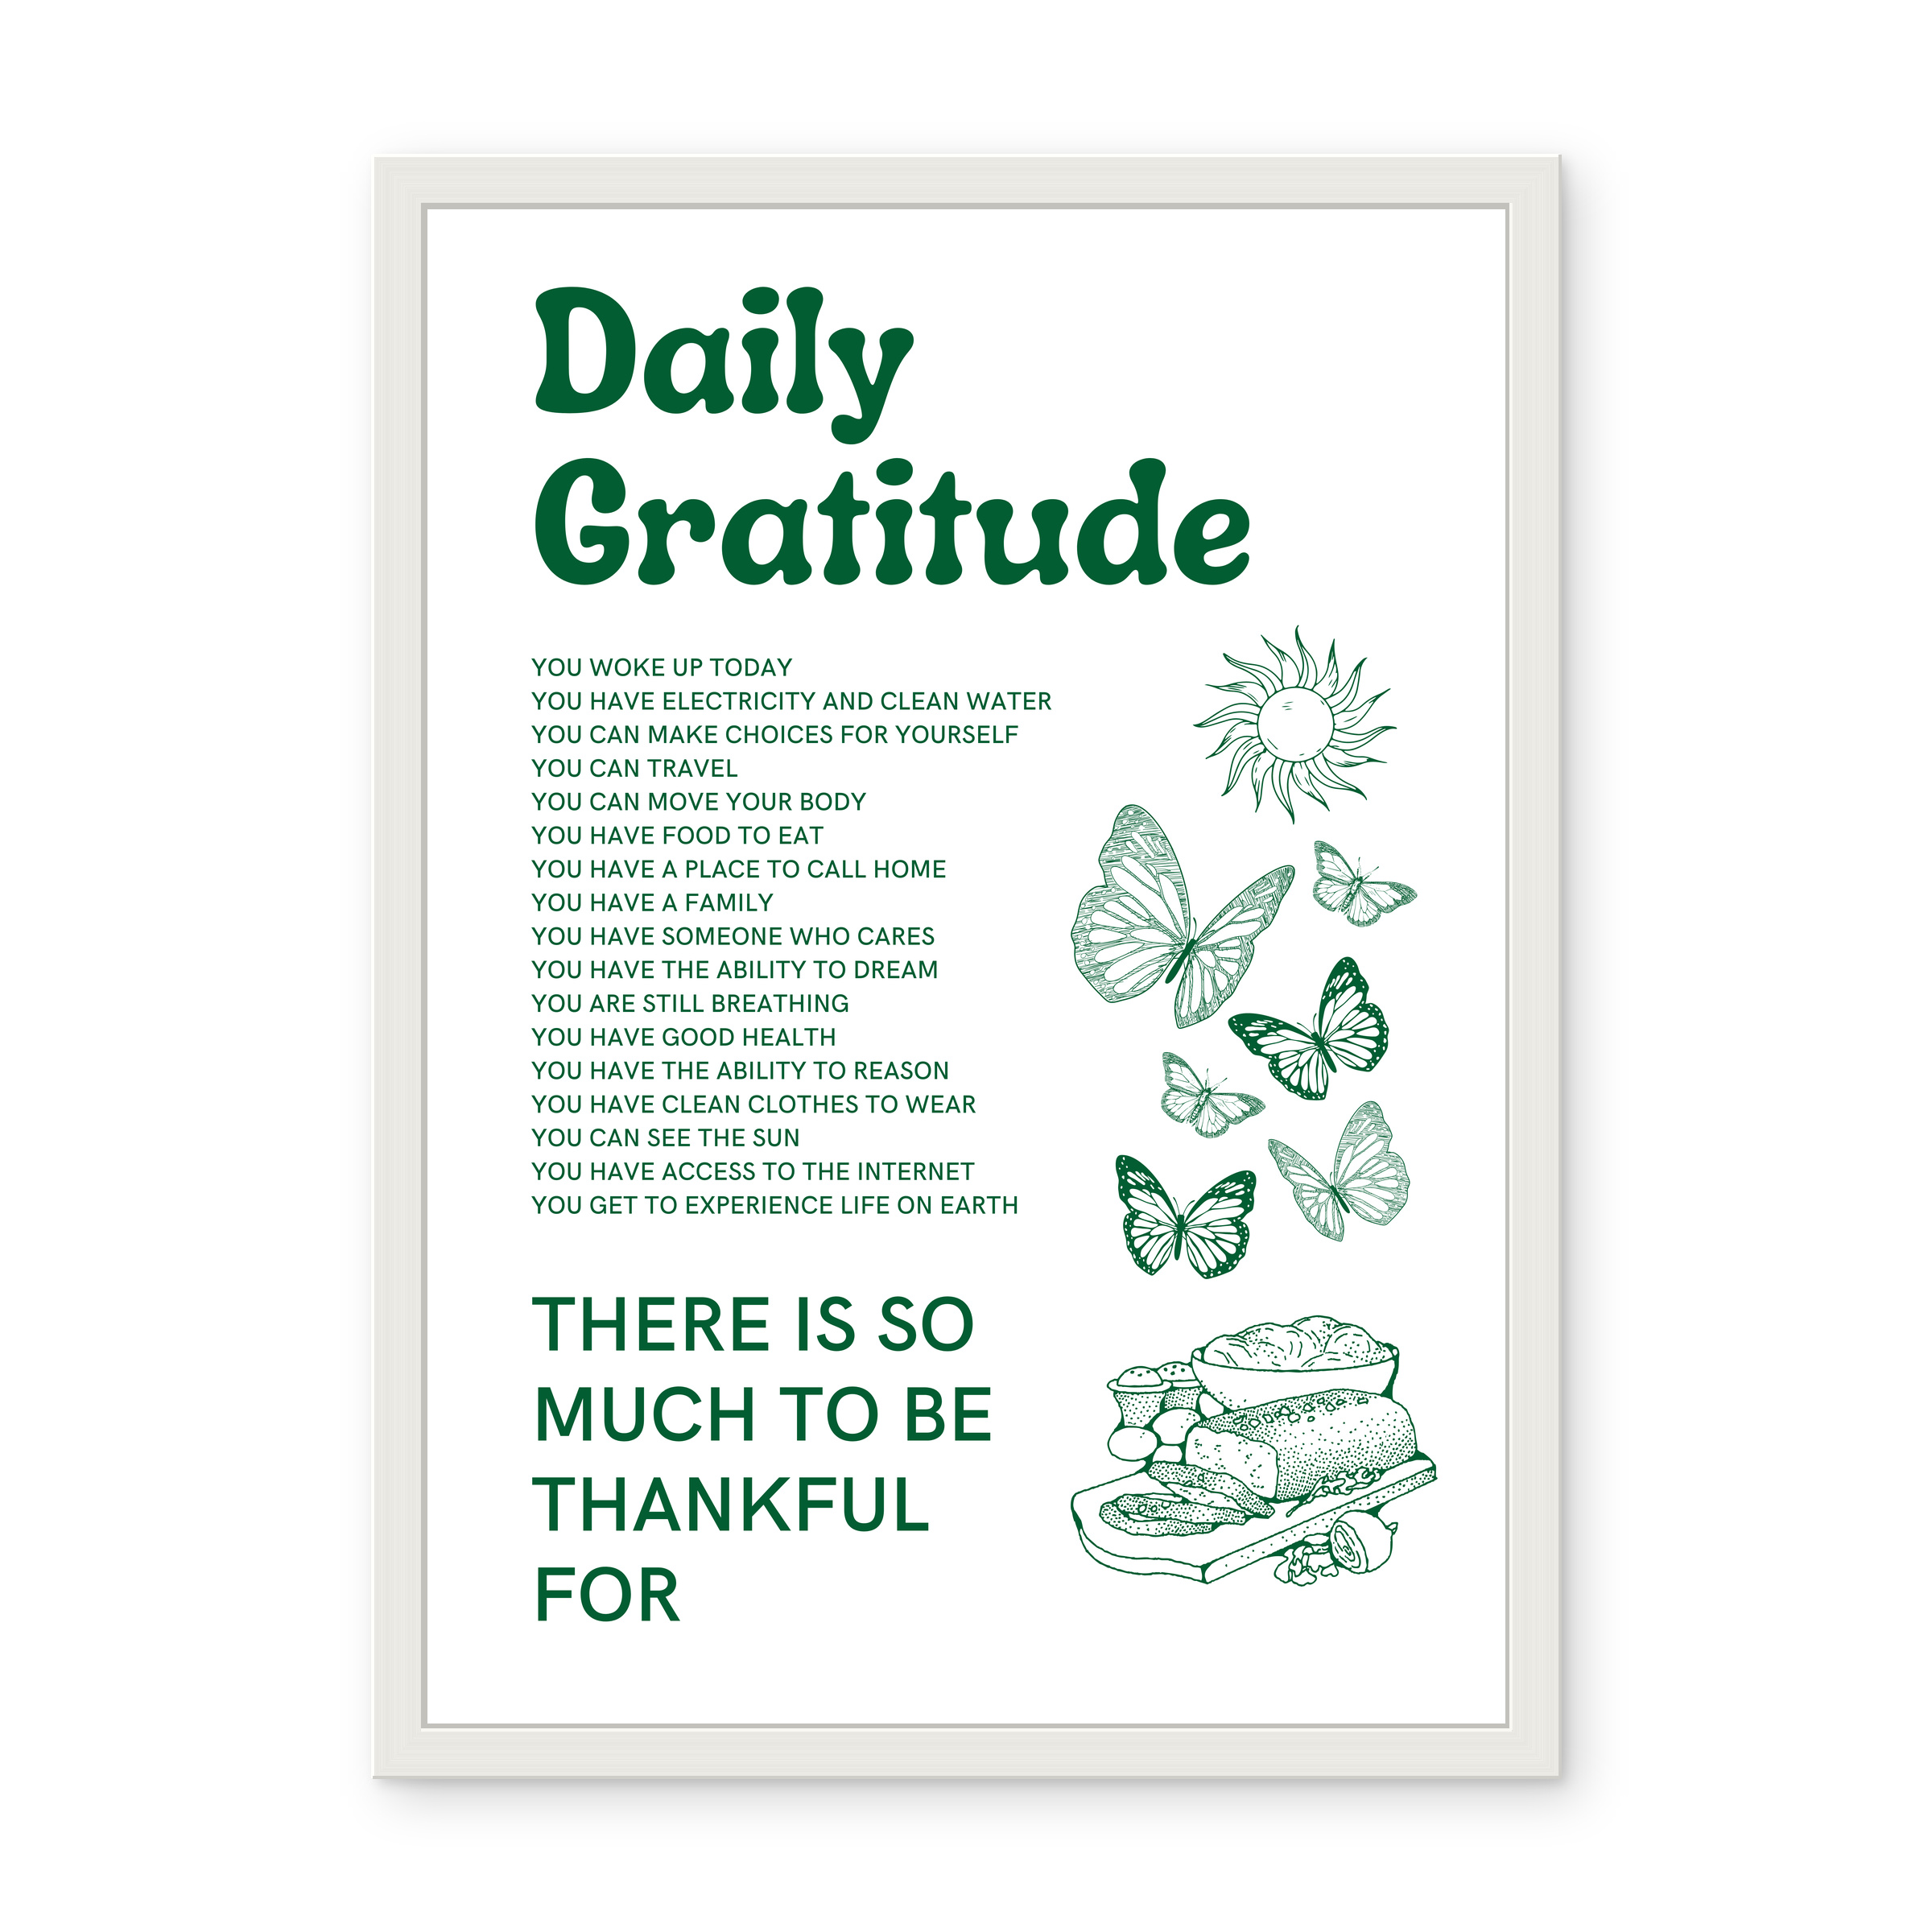 Daily
Gratitude
YOU WOKE UP TODAY
YOU HAVE ELECTRICITY AND CLEAN WATER
YOU CAN MAKE CHOICES FOR YOURSELF
YOU CAN TRAVEL
YOU CAN MOVE YOUR BODY
YOU HAVE FOOD TO EAT
YOU HAVE A PLACE TO CALL HOME
YOU HAVE A FAMILY
YOU HAVE SOMEONE WHO CARES
YOU HAVE THE ABILITY TO DREAM
YOU ARE STILL BREATHING
YOU HAVE GOOD HEALTH
YOU HAVE THE ABILITY TO REASON
YOU HAVE CLEAN CLOTHES TO WEAR
YOU CAN SEE THE SUN
YOU HAVE ACCESS TO THE INTERNET
YOU GET TO EXPERIENCE LIFE ON EARTH
THERE IS SO
MUCH TO BE
THANKFUL
FOR